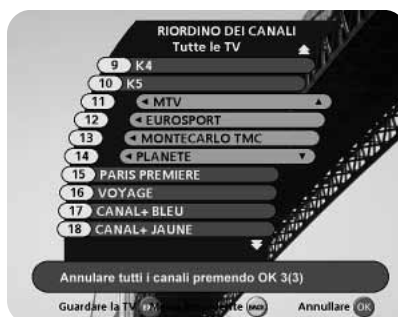 RIORDINO DEI CANALI
Tutte le TV
9 K4
10 K5
11 MTV
12 EUROSPORT
13 MONTECARLO TMC
14 PLANETE
15 PARIS PREMIERE
16 VOYAGE
17 CANAL+ BLEU
18 CANAL+ JAUNE
Annulare tutti i canali premendo OK 3(3)
Guardare la TV BACK Annullare OK